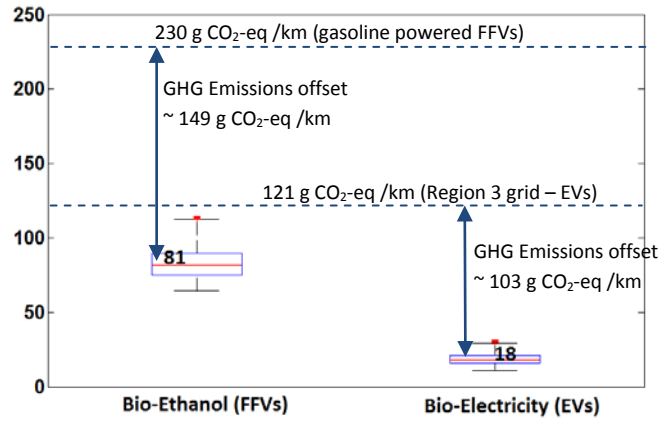 250
230 g CO₂-eq /km (gasoline powered FFVs)
200
GHG Emissions offset
~ 149 g CO₂-eq /km
150
121 g CO₂-eq /km (Region 3 grid – EVs)
100
81
GHG Emissions offset
~ 103 g CO₂-eq /km
50
18
0
Bio-Ethanol (FFVs)
Bio-Electricity (EVs)